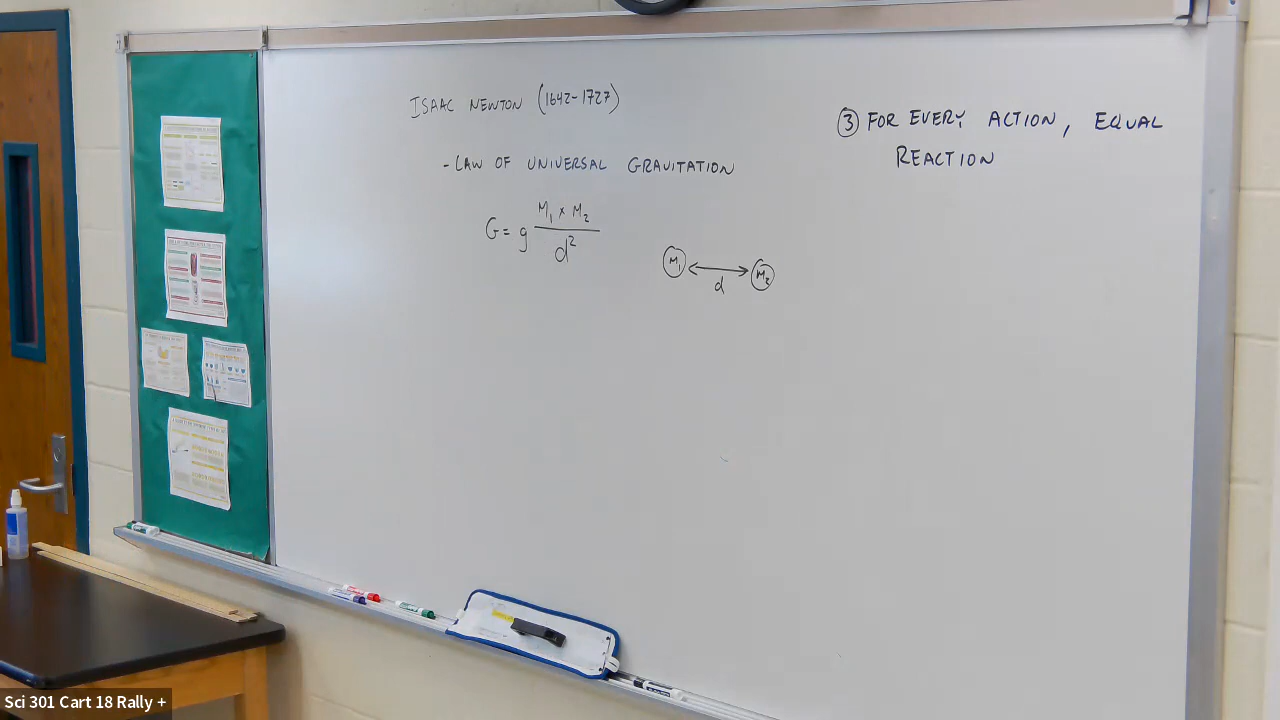 ISAAC NEWTON (1642-1727)
- LAW OF UNIVERSAL GRAVITATION
G = g M₁ x M₂ / d²
M₁ M₂
d
③ FOR EVERY ACTION, EQUAL
REACTION
Sci 301 Cart 18 Rally +